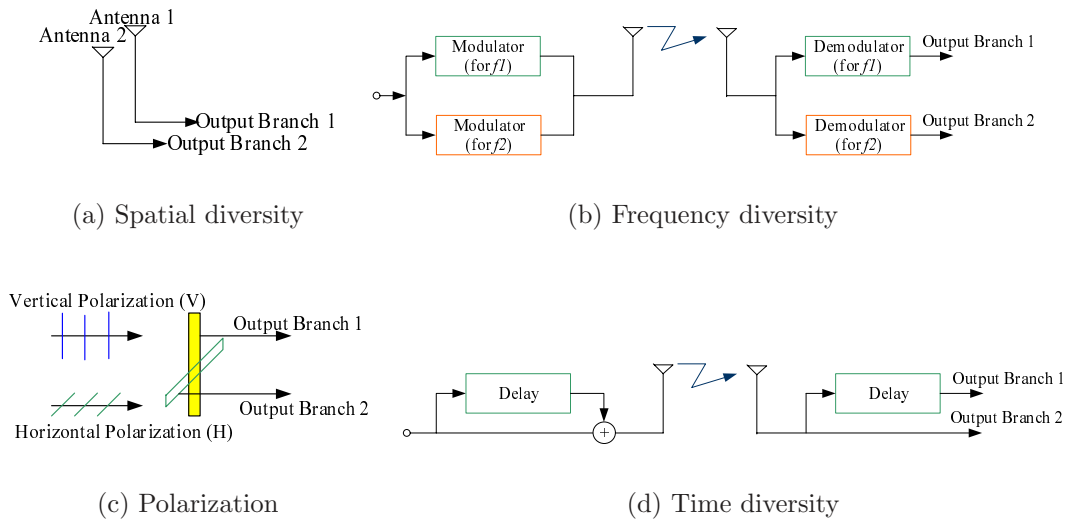 Antenna 1
Antenna 2
Output Branch 1
Output Branch 2
(a) Spatial diversity
Modulator
(for f1)
Modulator
(for f2)
Demodulator
(for f1)
Output Branch 1
Demodulator
(for f2)
Output Branch 2
(b) Frequency diversity
Vertical Polarization (V)
Output Branch 1
Output Branch 2
Horizontal Polarization (H)
(c) Polarization
Delay
+
Delay
Output Branch 1
Output Branch 2
(d) Time diversity